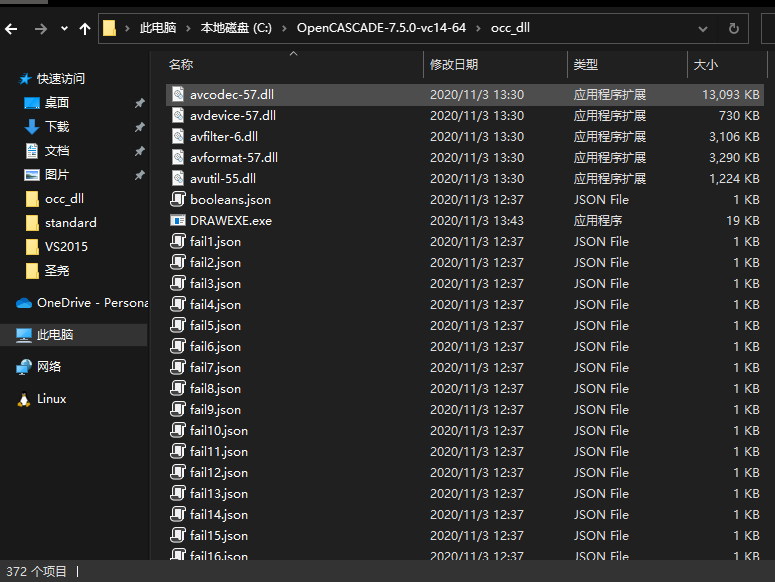 此电脑 › 本地磁盘 (C:) › OpenCASCADE-7.5.0-vc14-64 › occ_dll
名称 修改日期 类型 大小
快速访问
桌面
下载
文档
图片
occ_dll
standard
VS2015
圣尧
OneDrive - Persona
此电脑
网络
Linux
avcodec-57.dll 2020/11/3 13:30 应用程序扩展 13,093 KB
avdevice-57.dll 2020/11/3 13:30 应用程序扩展 730 KB
avfilter-6.dll 2020/11/3 13:30 应用程序扩展 3,106 KB
avformat-57.dll 2020/11/3 13:30 应用程序扩展 3,290 KB
avutil-55.dll 2020/11/3 13:30 应用程序扩展 1,224 KB
booleans.json 2020/11/3 12:37 JSON File 1 KB
DRAWEXE.exe 2020/11/3 13:43 应用程序 19 KB
fail1.json 2020/11/3 12:37 JSON File 1 KB
fail2.json 2020/11/3 12:37 JSON File 1 KB
fail3.json 2020/11/3 12:37 JSON File 1 KB
fail4.json 2020/11/3 12:37 JSON File 1 KB
fail5.json 2020/11/3 12:37 JSON File 1 KB
fail6.json 2020/11/3 12:37 JSON File 1 KB
fail7.json 2020/11/3 12:37 JSON File 1 KB
fail8.json 2020/11/3 12:37 JSON File 1 KB
fail9.json 2020/11/3 12:37 JSON File 1 KB
fail10.json 2020/11/3 12:37 JSON File 1 KB
fail11.json 2020/11/3 12:37 JSON File 1 KB
fail12.json 2020/11/3 12:37 JSON File 1 KB
fail13.json 2020/11/3 12:37 JSON File 1 KB
fail14.json 2020/11/3 12:37 JSON File 1 KB
fail15.json 2020/11/3 12:37 JSON File 1 KB
fail16.json 2020/11/3 12:37 JSON File 1 KB
372 个项目